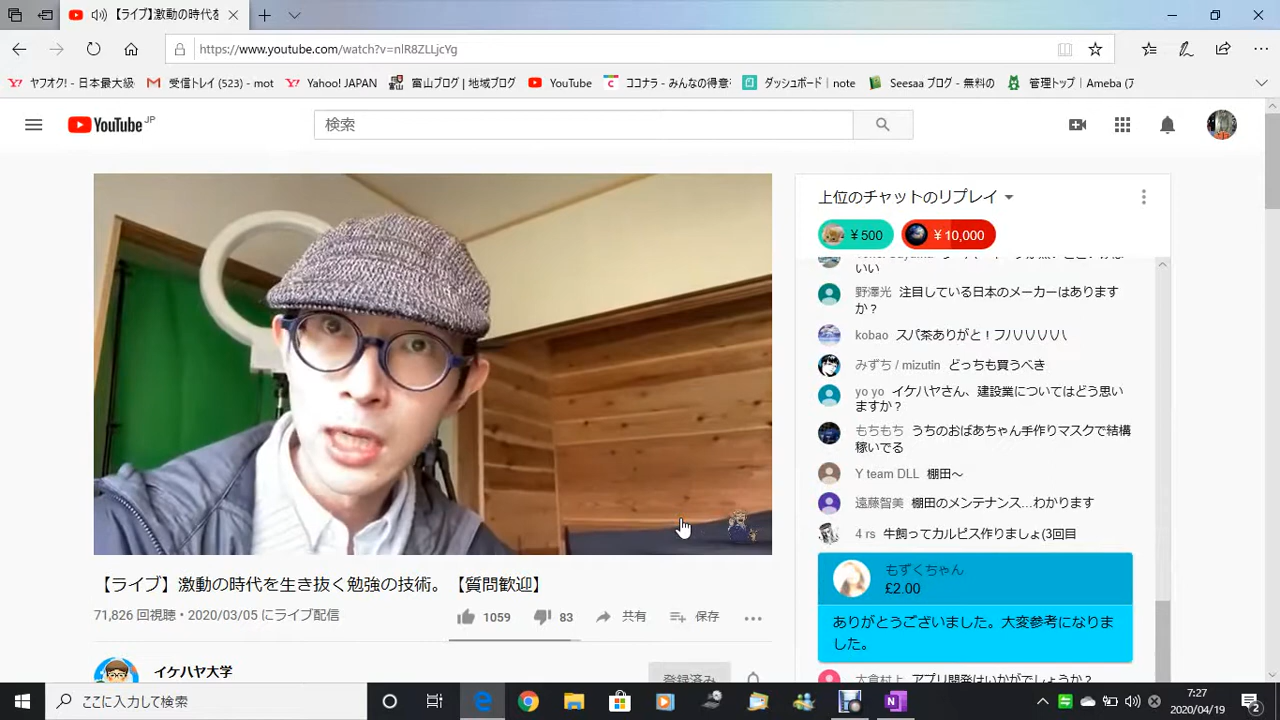 【ライブ】激動の時代を
https://www.youtube.com/watch?v=nlR8ZLLjcYg
ヤフオク! - 日本最大級 受信トレイ (523) - mot Yahoo! JAPAN 富山ブログ | 地域ブログ YouTube ココナラ - みんなの得意 ダッシュボード | note Seesaa ブログ - 無料の 管理トップ | Ameba (ア
YouTube JP 検索
上位のチャットのリプレイ
¥500 ¥10,000
いい
野澤光 注目している日本のメーカーはあります
か?
kobao スパ茶ありがと!
みずち / mizutin どっちも買うべき
yo yo イケハヤさん、建設業についてはどう思い
ますか?
もちもち うちのおばあちゃん手作りマスクで結構
稼いでる
Y team DLL 棚田〜
遠藤智美 棚田のメンテナンス…わかります
4 rs 牛飼ってカルピス作りましょ(3回目
もずくちゃん
£2.00
ありがとうございました。大変参考になりま
した。
大倉村上 アプリ開発はいかがでしょうか?
【ライブ】激動の時代を生き抜く勉強の技術。【質問歓迎】
71,826 回視聴・2020/03/05 にライブ配信 1059 83 共有 保存
イケハヤ大学 登録済み
ここに入力して検索
7:27
2020/04/19
2